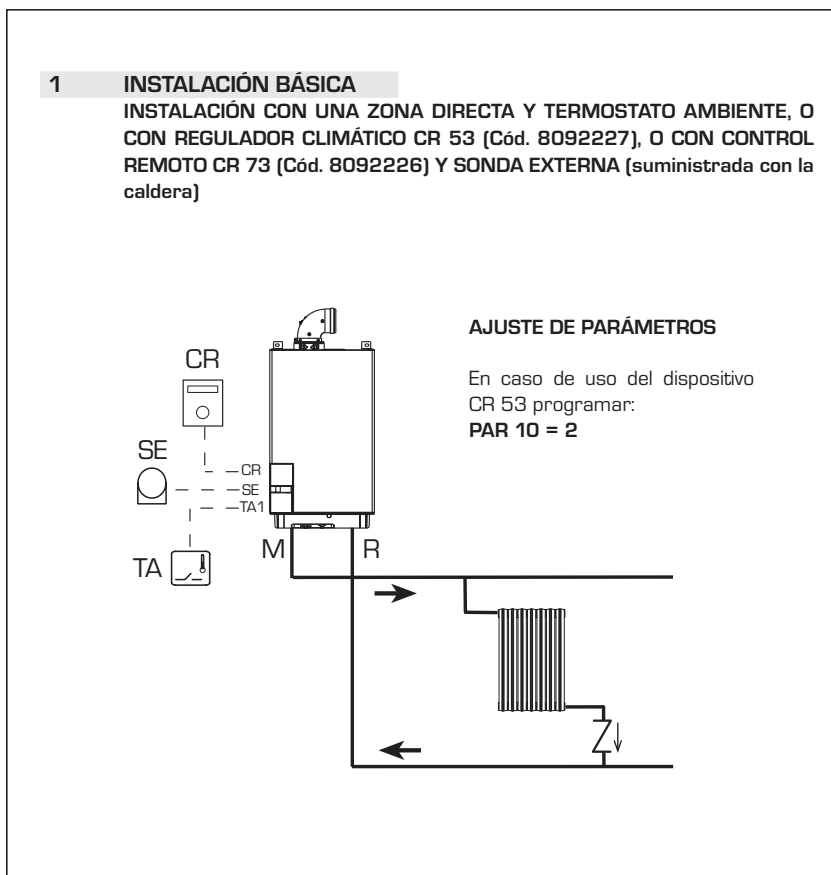 1 INSTALACIÓN BÁSICA
INSTALACIÓN CON UNA ZONA DIRECTA Y TERMOSTATO AMBIENTE, O
CON REGULADOR CLIMÁTICO CR 53 (Cód. 8092227), O CON CONTROL
REMOTO CR 73 (Cód. 8092226) Y SONDA EXTERNA (suministrada con la
caldera)
AJUSTE DE PARÁMETROS
En caso de uso del dispositivo
CR 53 programar:
PAR 10 = 2
CR
SE
TA
CR
SE
TA1
M
R